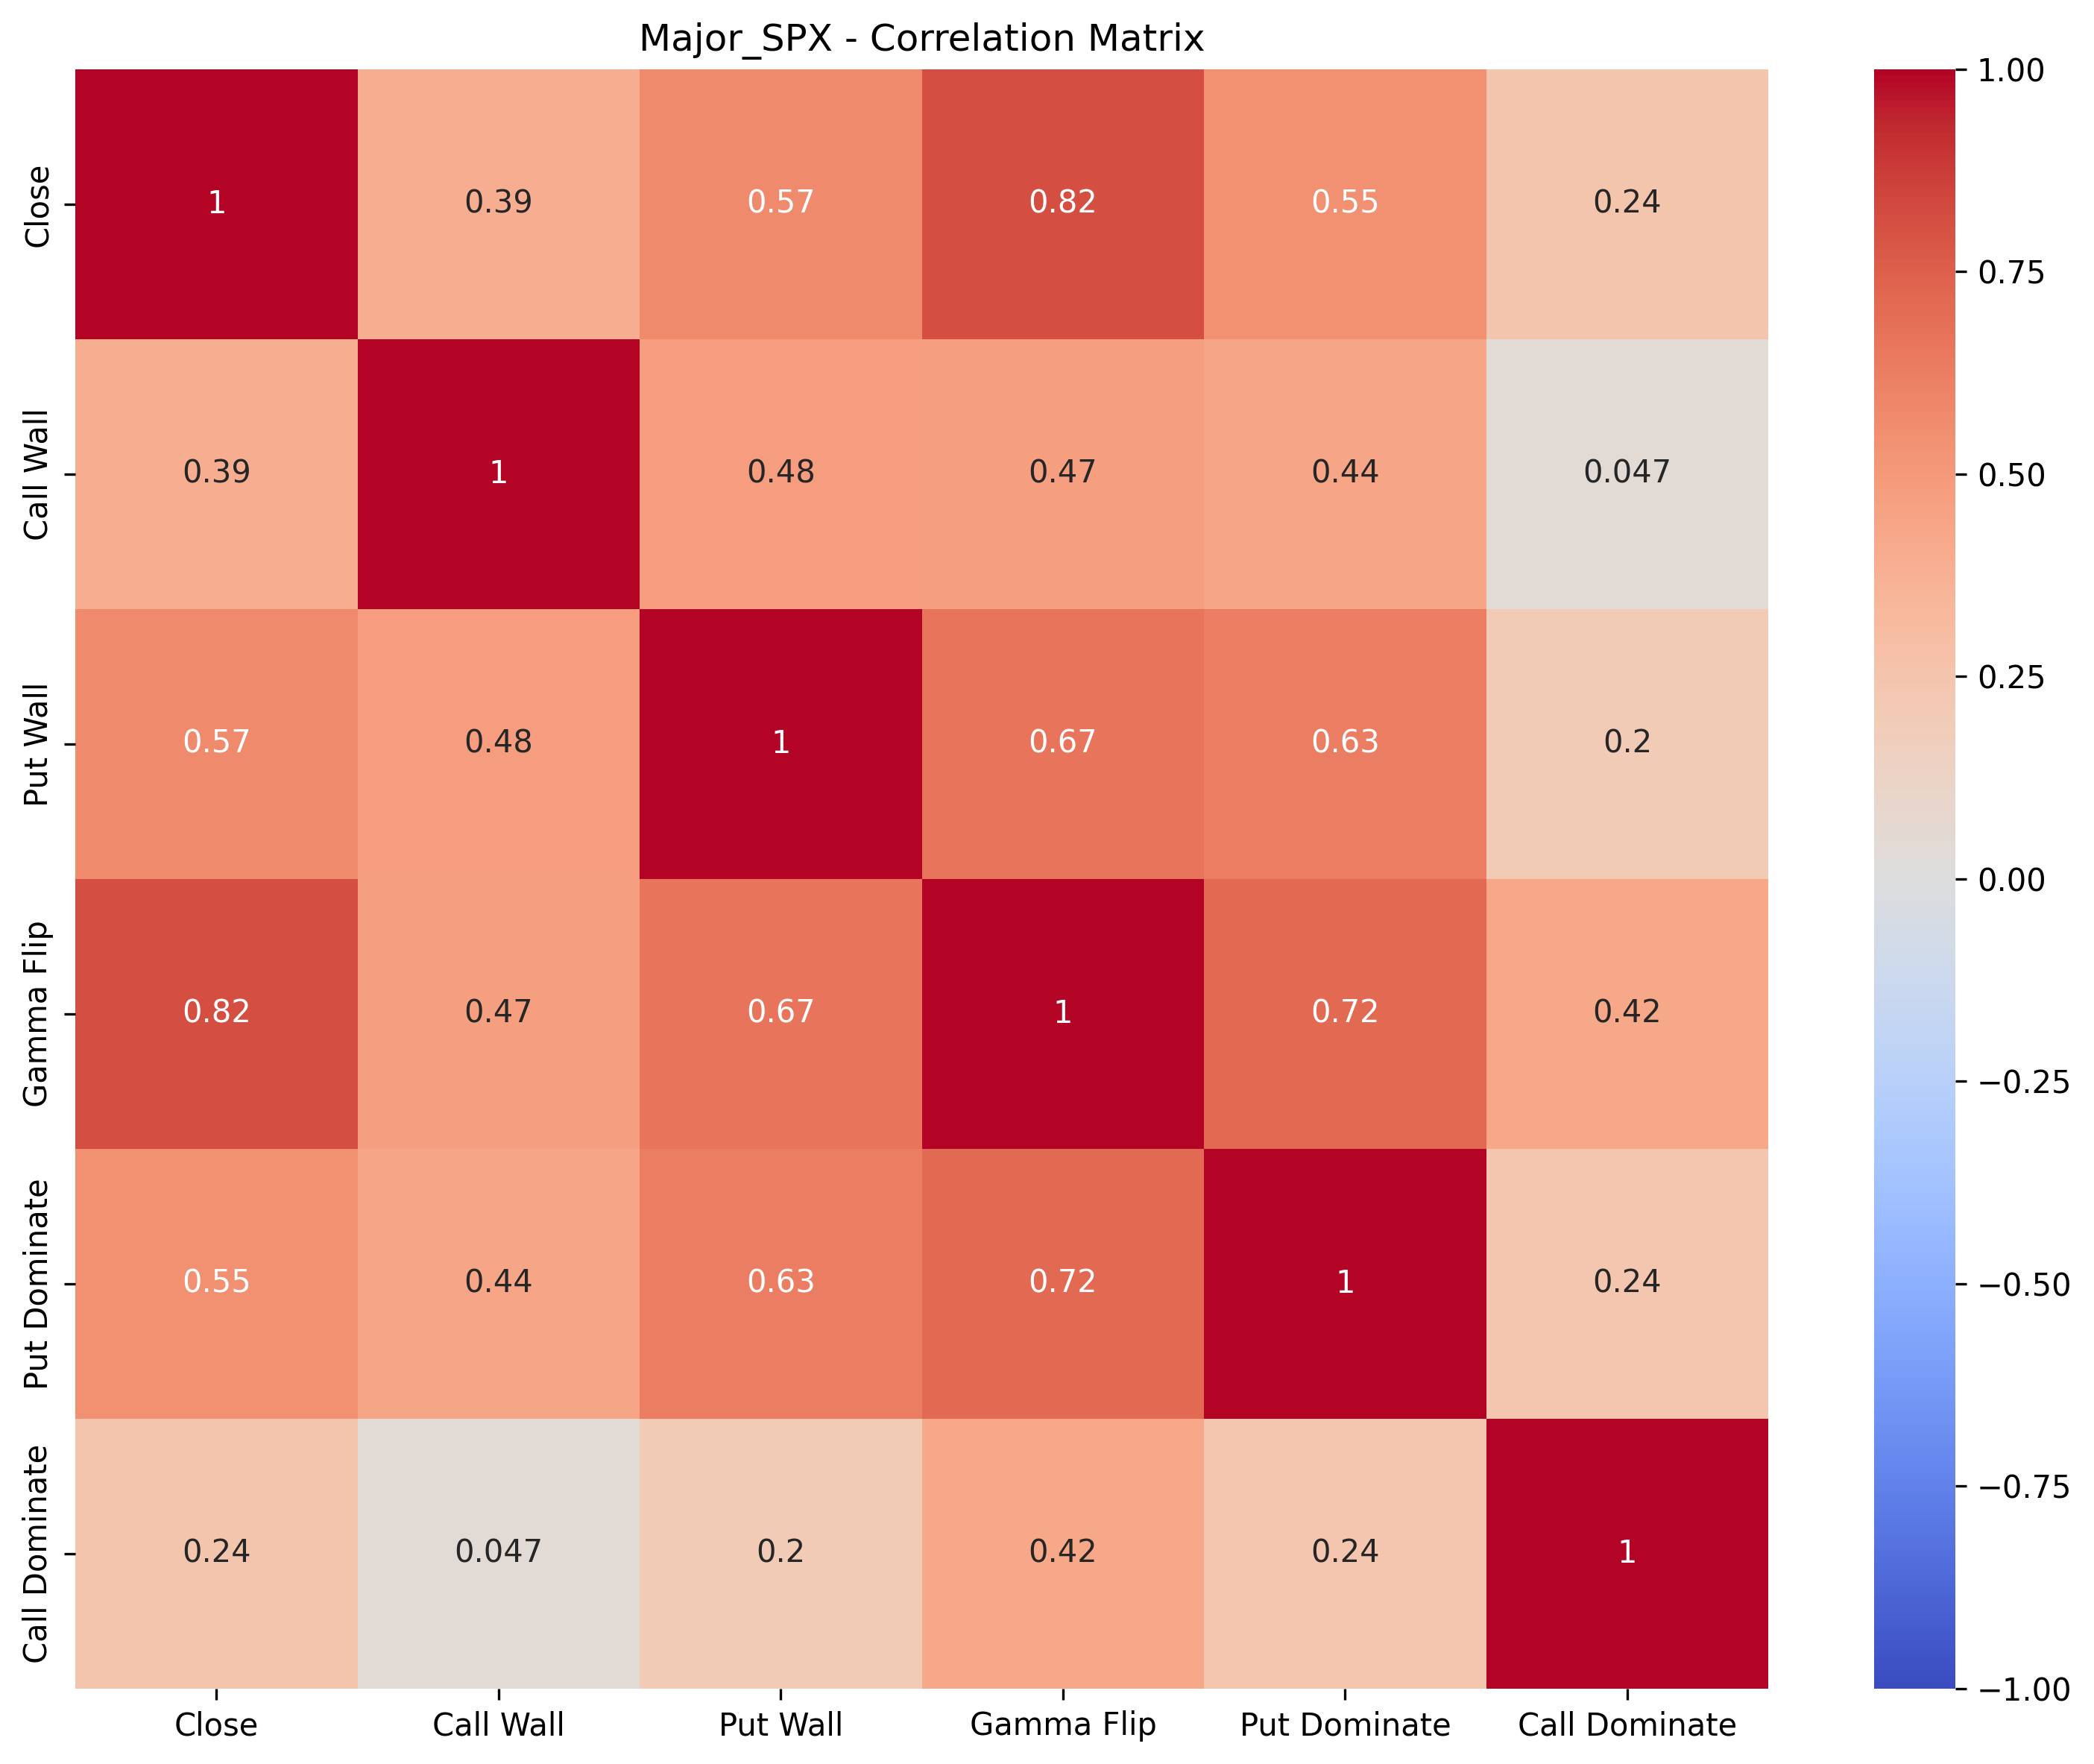 Major_SPX - Correlation Matrix
Close 1 0.39 0.57 0.82 0.55 0.24
Call Wall 0.39 1 0.48 0.47 0.44 0.047
Put Wall 0.57 0.48 1 0.67 0.63 0.2
Gamma Flip 0.82 0.47 0.67 1 0.72 0.42
Put Dominate 0.55 0.44 0.63 0.72 1 0.24
Call Dominate 0.24 0.047 0.2 0.42 0.24 1
Close Call Wall Put Wall Gamma Flip Put Dominate Call Dominate
1.00
0.75
0.50
0.25
0.00
−0.25
−0.50
−0.75
−1.00